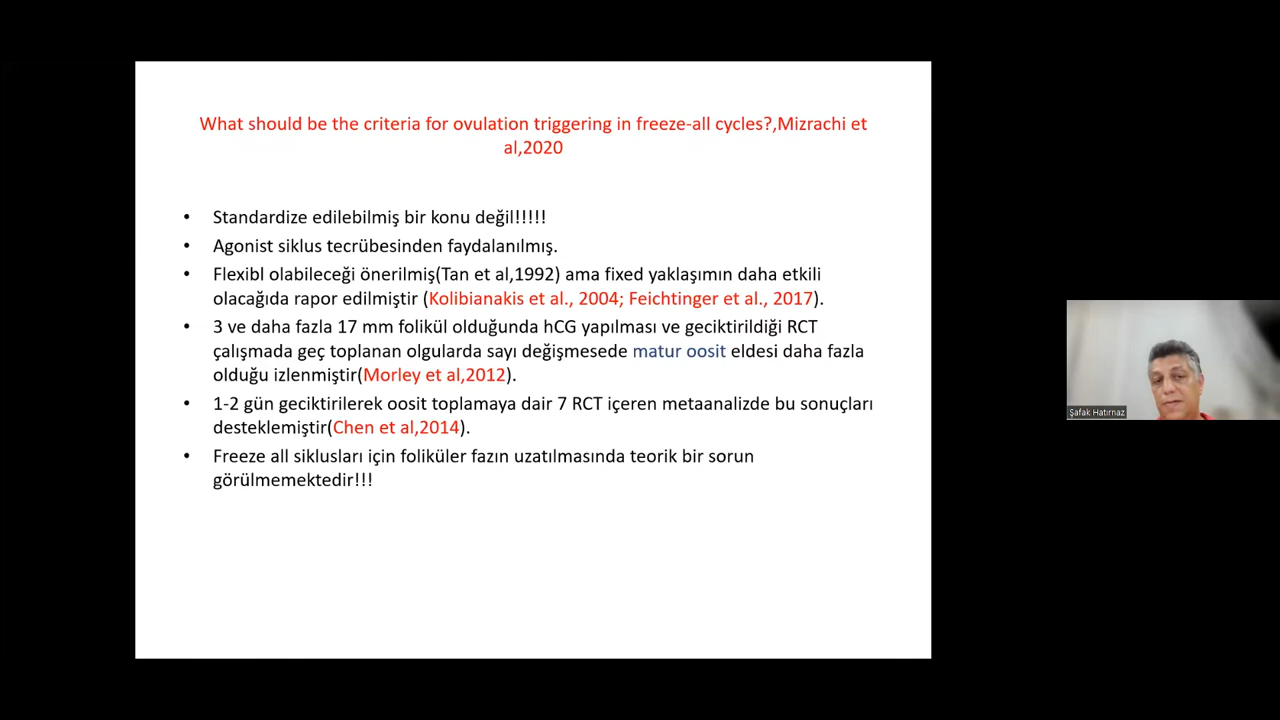 What should be the criteria for ovulation triggering in freeze-all cycles?,Mizrachi et
al,2020
• Standardize edilebilmiş bir konu değil!!!!!
• Agonist siklus tecrübesinden faydalanılmış.
• Flexibl olabileceği önerilmiş(Tan et al,1992) ama fixed yaklaşımın daha etkili
olacağıda rapor edilmiştir (Kolibianakis et al., 2004; Feichtinger et al., 2017).
• 3 ve daha fazla 17 mm folikül olduğunda hCG yapılması ve geciktirildiği RCT
çalışmada geç toplanan olgularda sayı değişmesede matur oosit eldesi daha fazla
olduğu izlenmiştir(Morley et al,2012).
• 1-2 gün geciktirilerek oosit toplamaya dair 7 RCT içeren metaanalizde bu sonuçları
desteklemiştir(Chen et al,2014).
• Freeze all siklusları için foliküler fazın uzatılmasında teorik bir sorun
görülmemektedir!!!
Şafak Hatırnaz